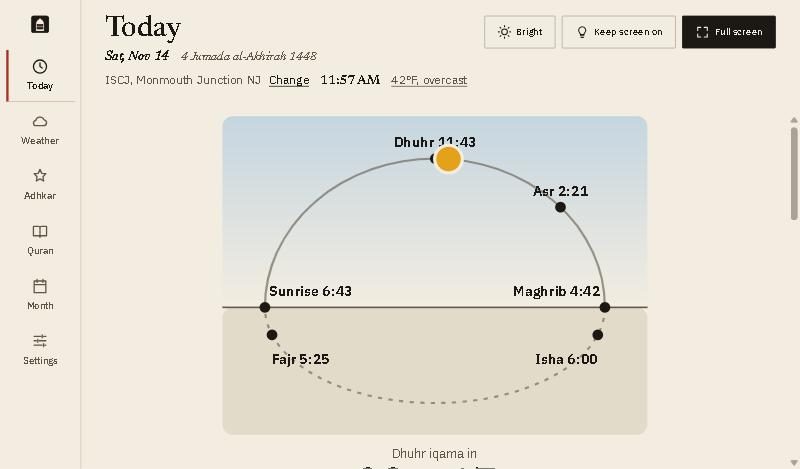 Today
Bright
Keep screen on
Full screen
Sat, Nov 14 4 Jumada al-Akhirah 1448
ISCJ, Monmouth Junction NJ Change 11:57 AM 42°F, overcast
Today
Weather
Adhkar
Quran
Month
Settings
Dhuhr 11:43
Asr 2:21
Sunrise 6:43
Maghrib 4:42
Fajr 5:25
Isha 6:00
Dhuhr iqama in